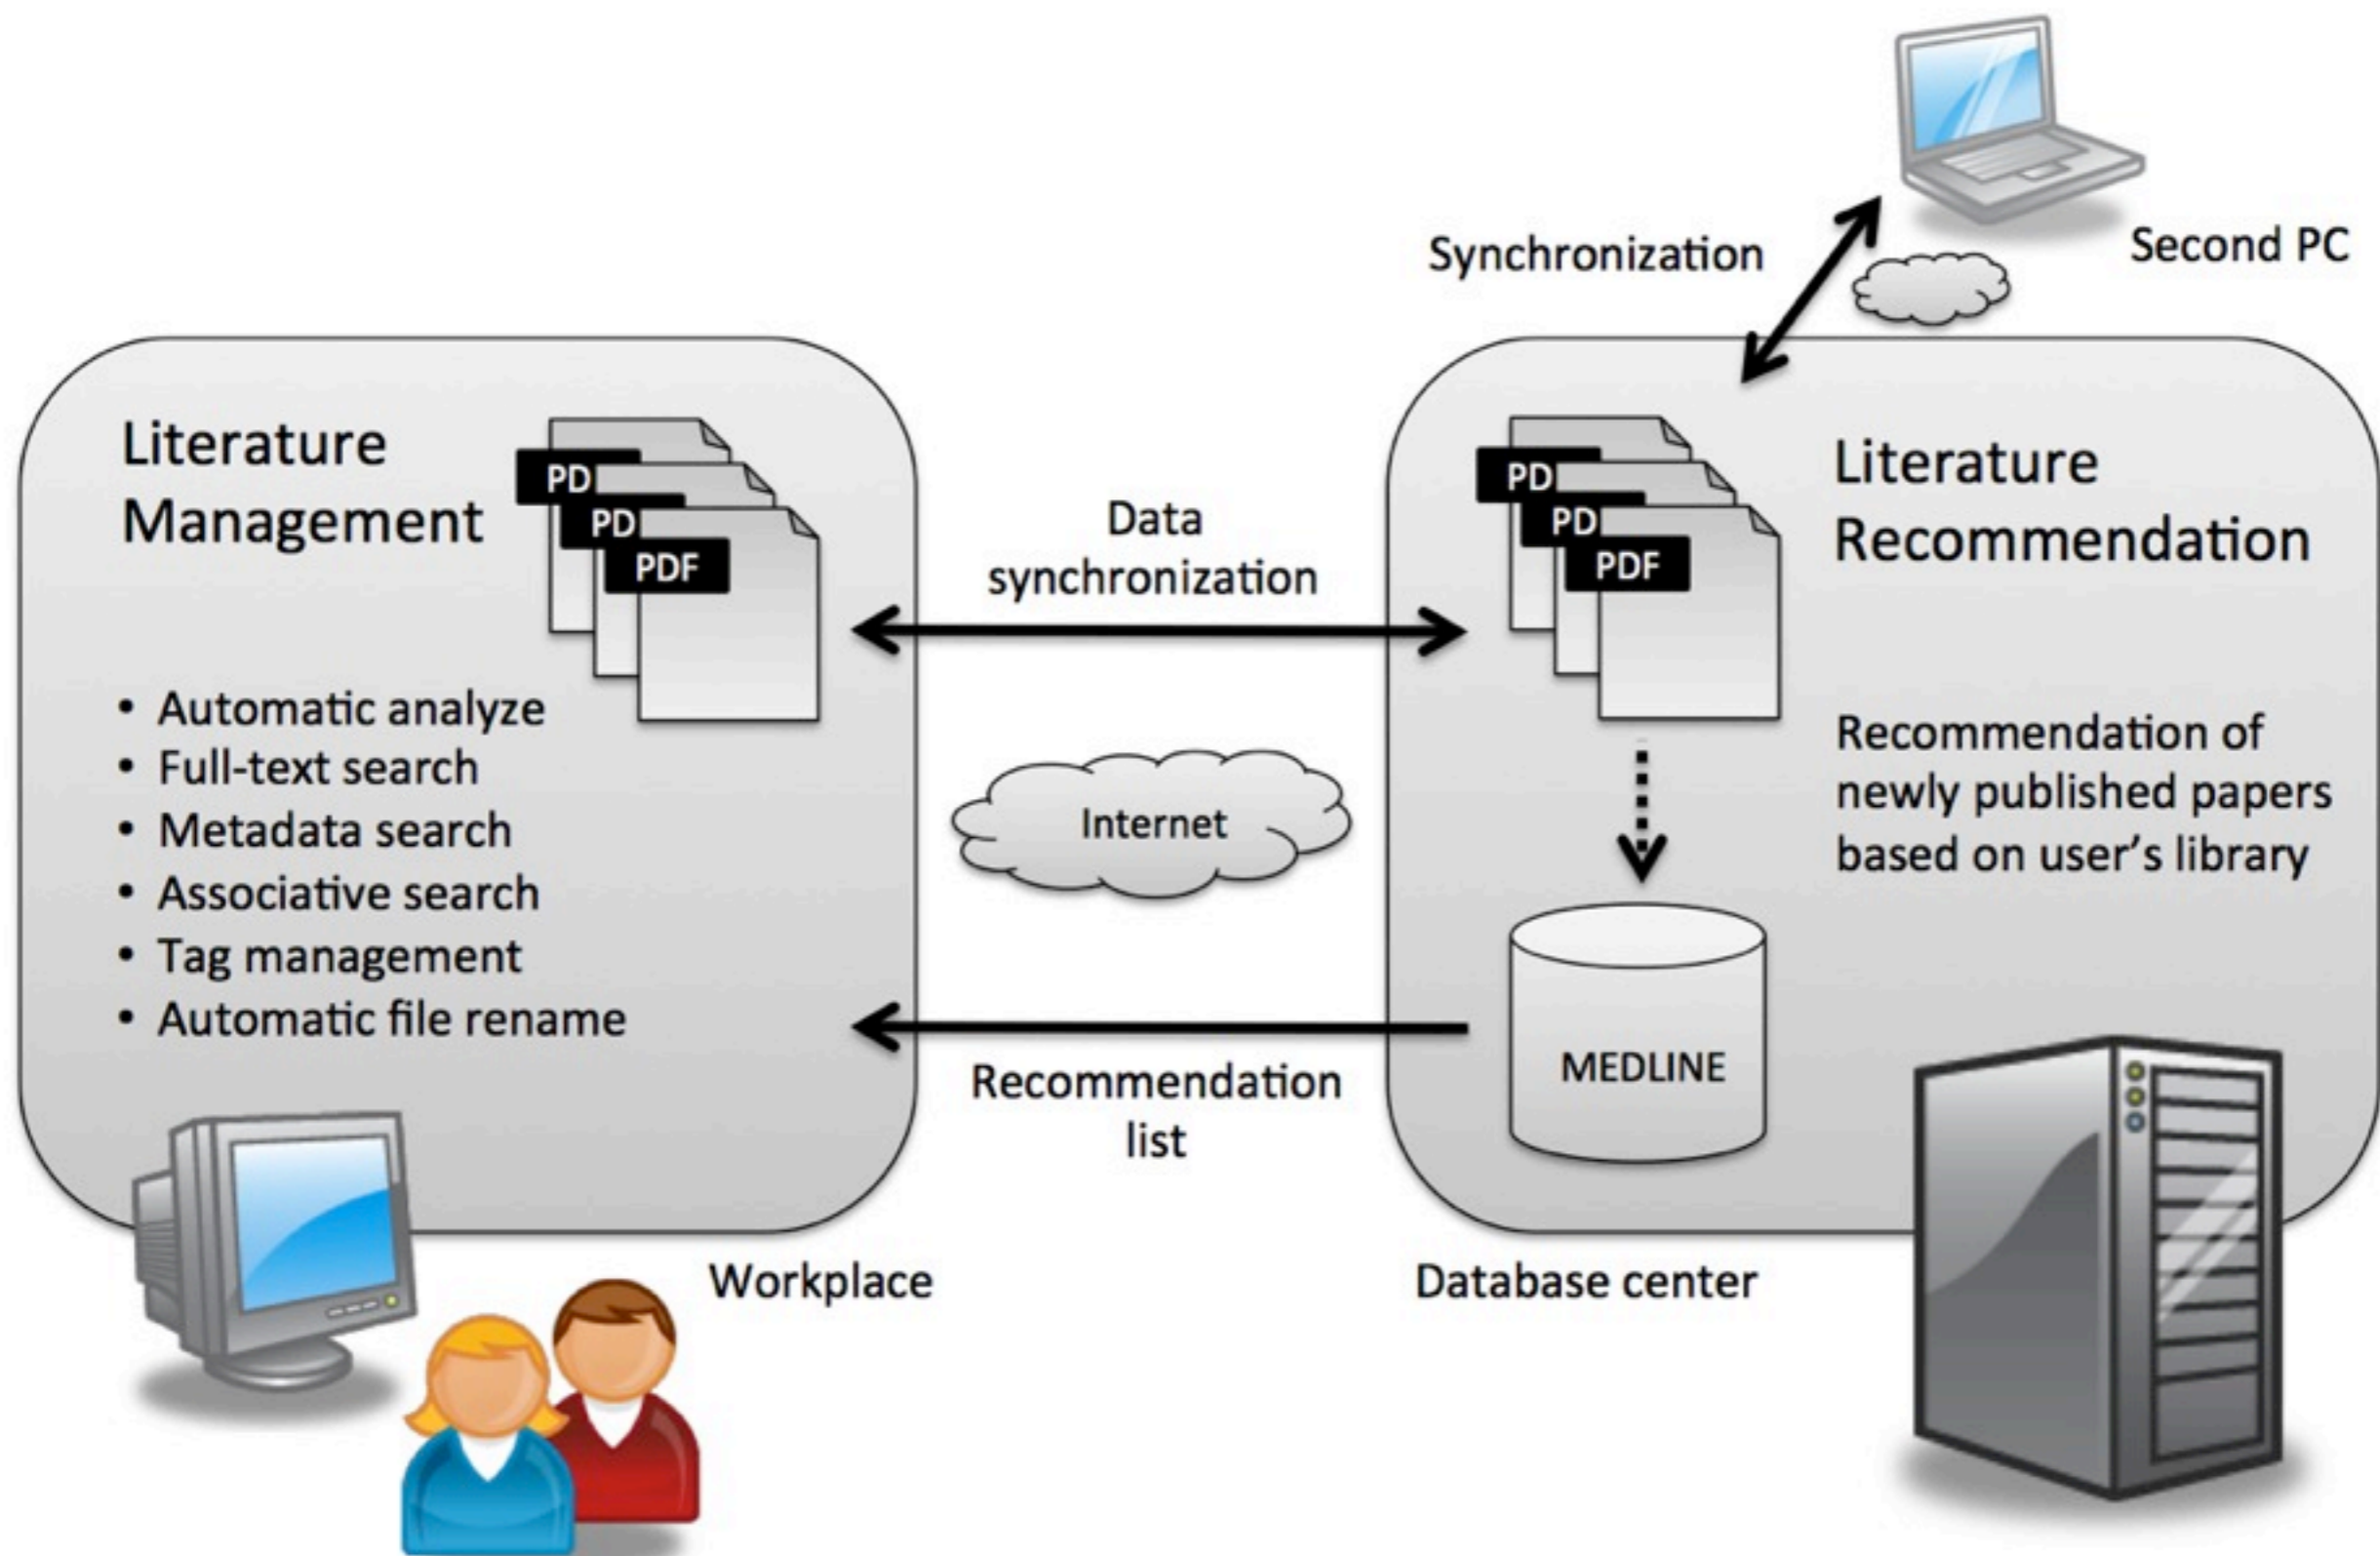 Synchronization
Second PC
Literature
Management
PD
PD
PDF
• Automatic analyze
• Full-text search
• Metadata search
• Associative search
• Tag management
• Automatic file rename
Workplace
Data
synchronization
Internet
Recommendation
list
PD
PD
PDF
Literature
Recommendation
Recommendation of
newly published papers
based on user's library
MEDLINE
Database center